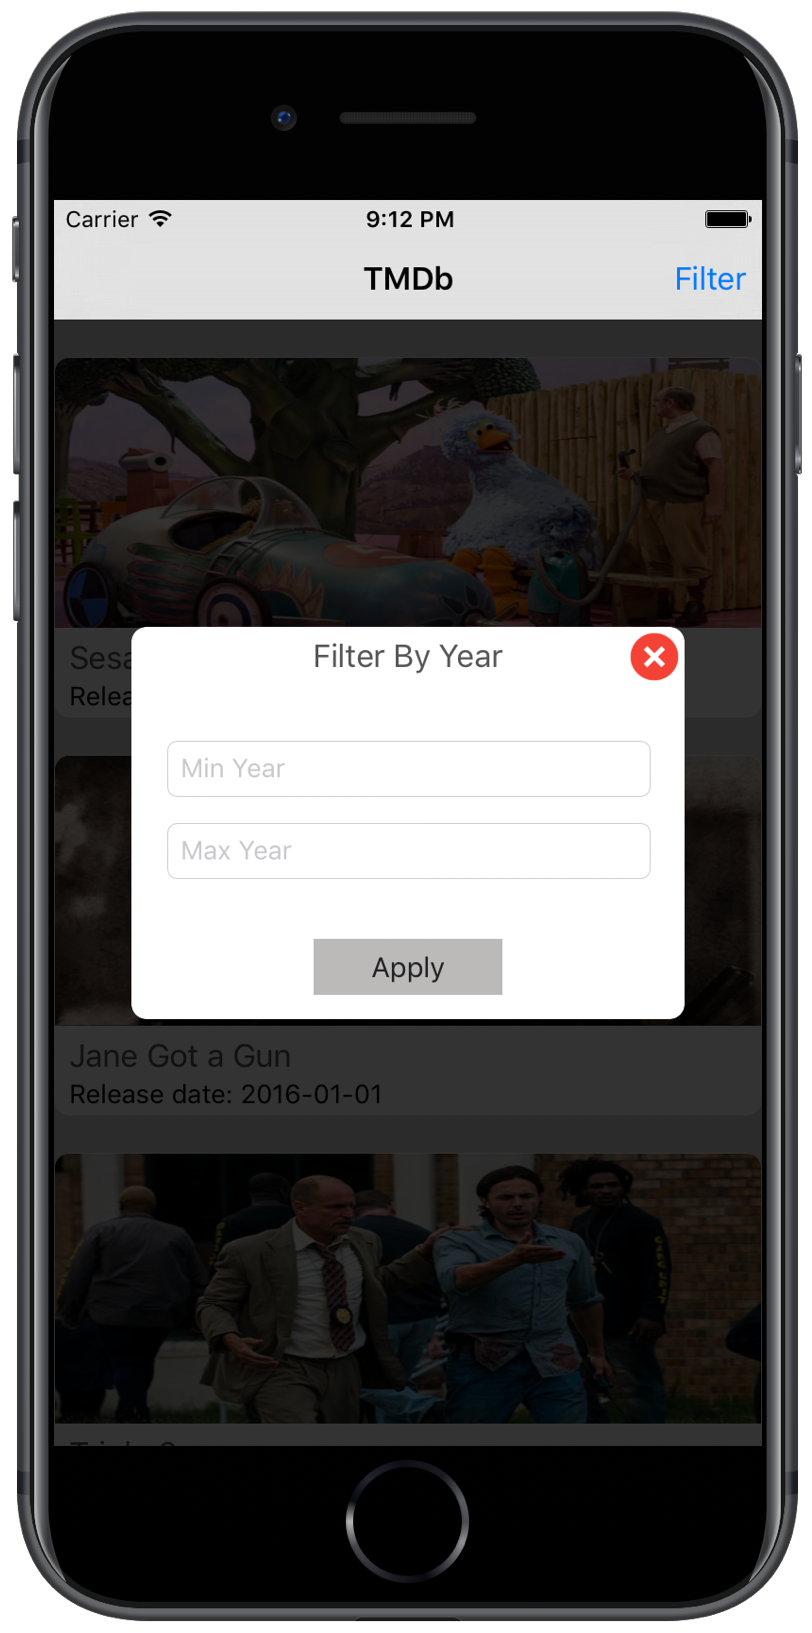 Carrier 9:12 PM
TMDb Filter
Sesa
Relea
Filter By Year
Min Year
Max Year
Apply
Jane Got a Gun
Release date: 2016-01-01